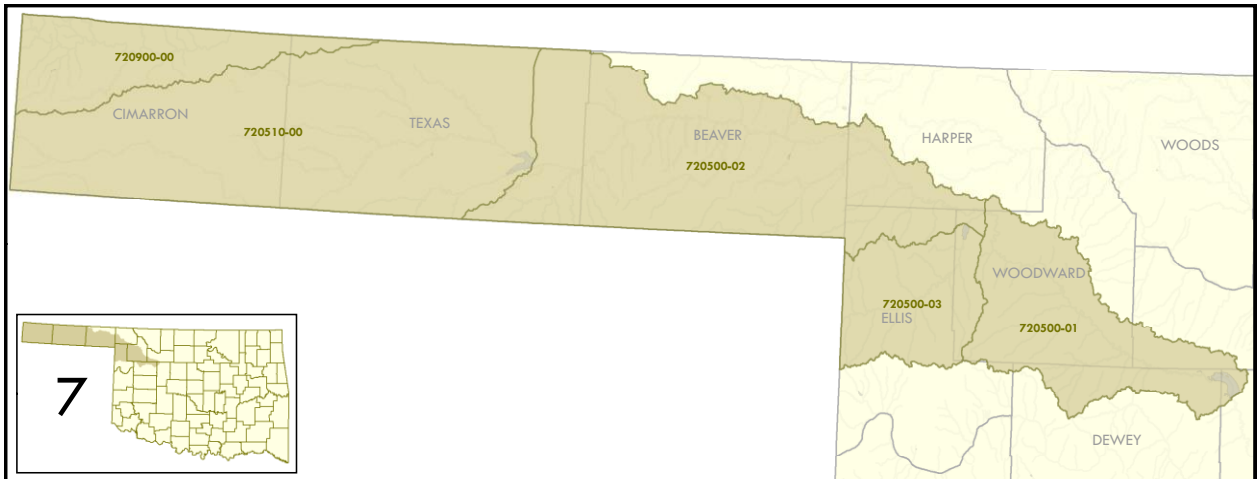 720900-00
CIMARRON
720510-00
TEXAS
BEAVER
720500-02
HARPER
WOODS
WOODWARD
720500-03
ELLIS
720500-01
DEWEY
7